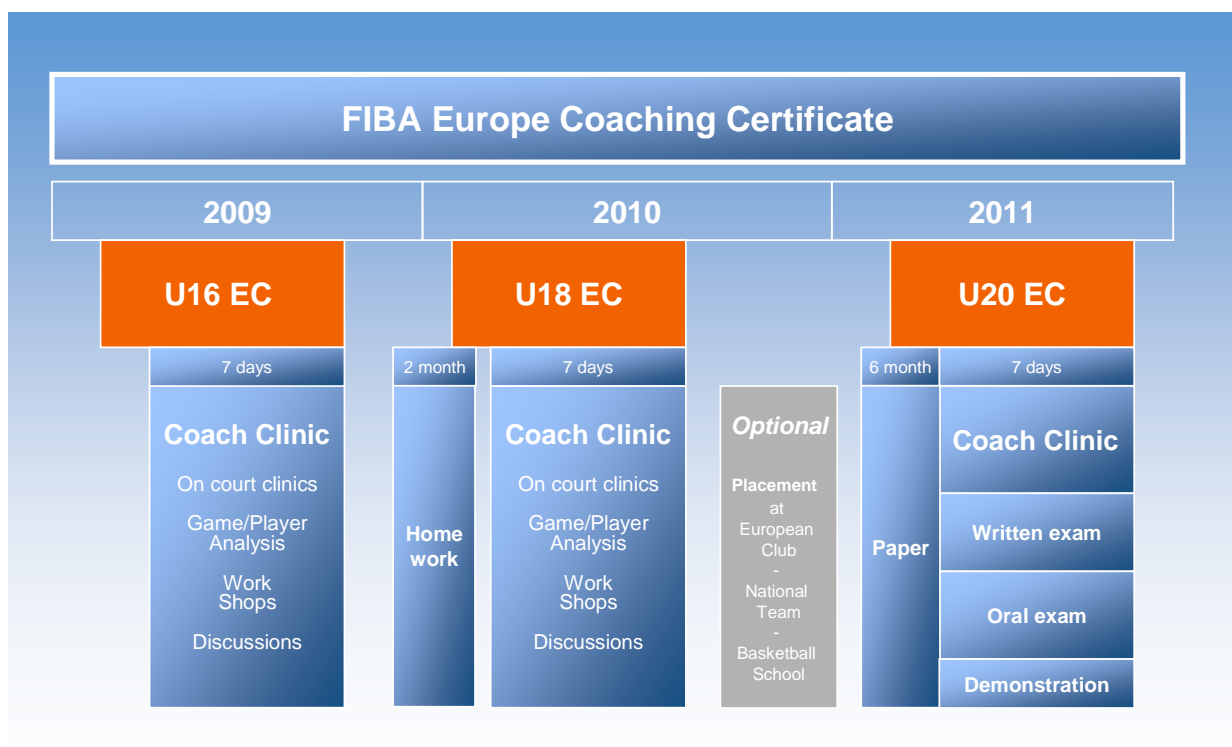 FIBA Europe Coaching Certificate
2009
2010
2011
U16 EC
U18 EC
U20 EC
7 days
Coach Clinic
On court clinics
Game/Player
Analysis
Work
Shops
Discussions
2 month
Home
work
7 days
Coach Clinic
On court clinics
Game/Player
Analysis
Work
Shops
Discussions
Optional
Placement
at
European
Club
-
National
Team
-
Basketball
School
6 month
Paper
7 days
Coach Clinic
Written exam
Oral exam
Demonstration